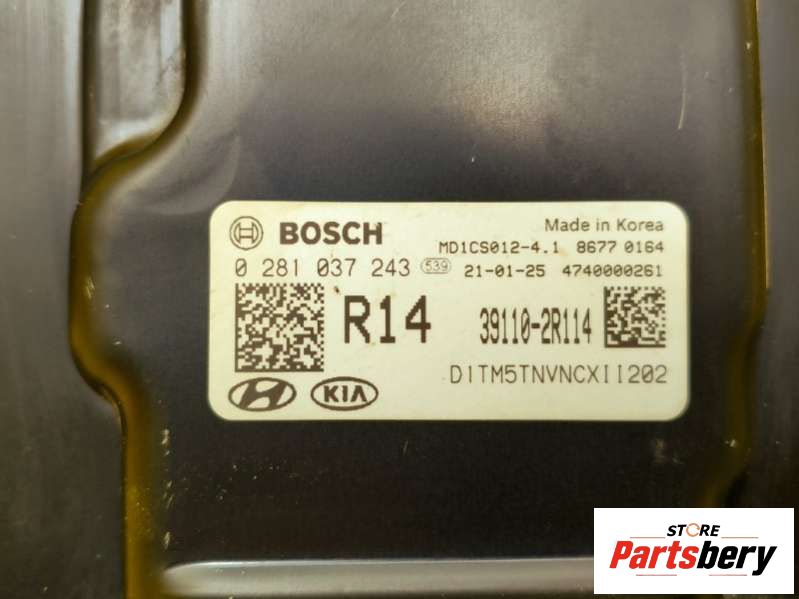 BOSCH Made in Korea
MD1CS012-4.1 8677 0164
0 281 037 243 539 21-01-25 4740000261
R14 39110-2R114
D1TM5TNVNCXII202
KIA
STORE
Partsbery